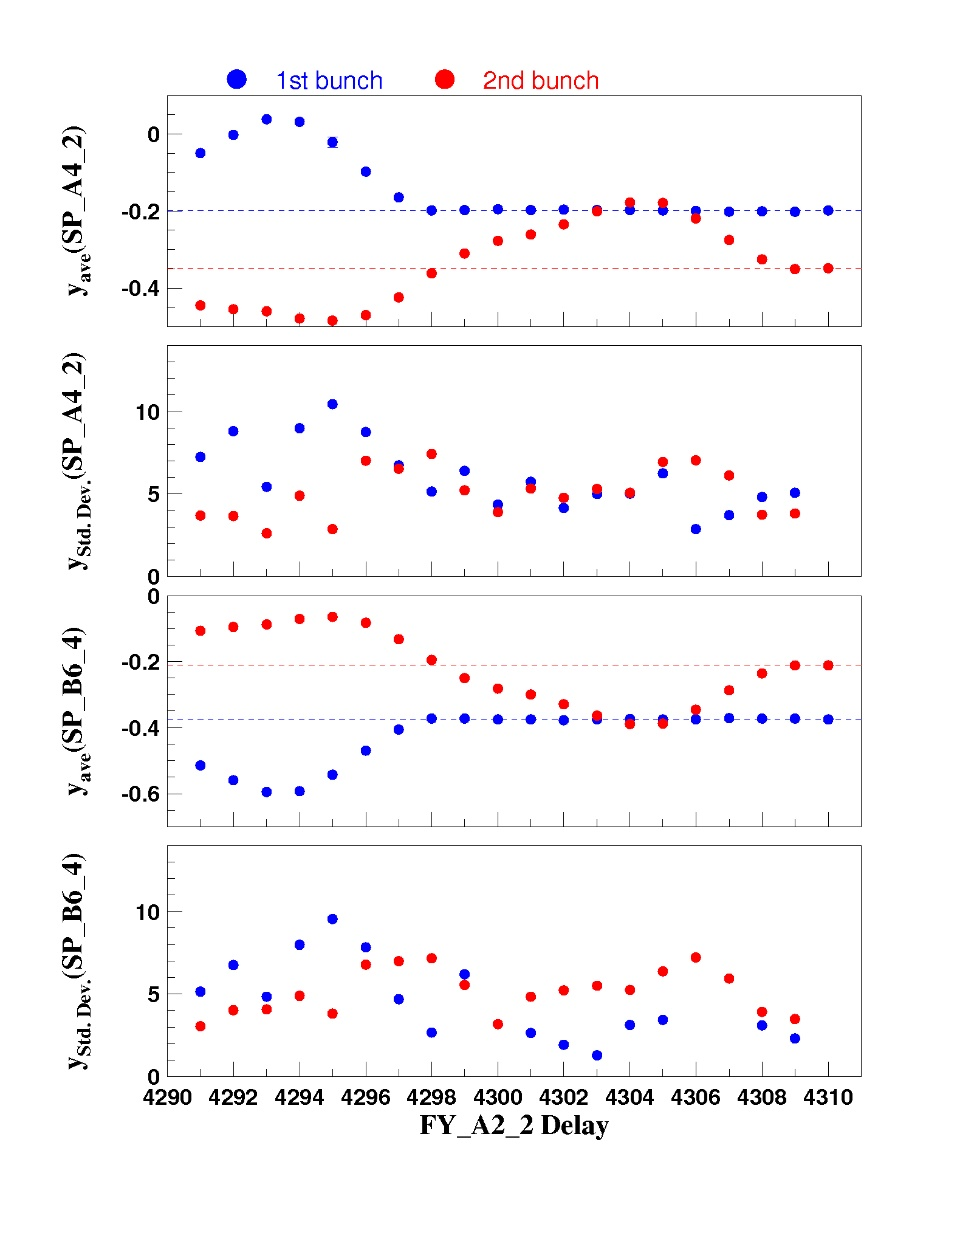 1st bunch 2nd bunch
y_ave(SP_A4_2)
0
-0.2
-0.4
y_Std. Dev.(SP_A4_2)
10
5
0
y_ave(SP_B6_4)
0
-0.2
-0.4
-0.6
y_Std. Dev.(SP_B6_4)
10
5
0
4290 4292 4294 4296 4298 4300 4302 4304 4306 4308 4310
FY_A2_2 Delay